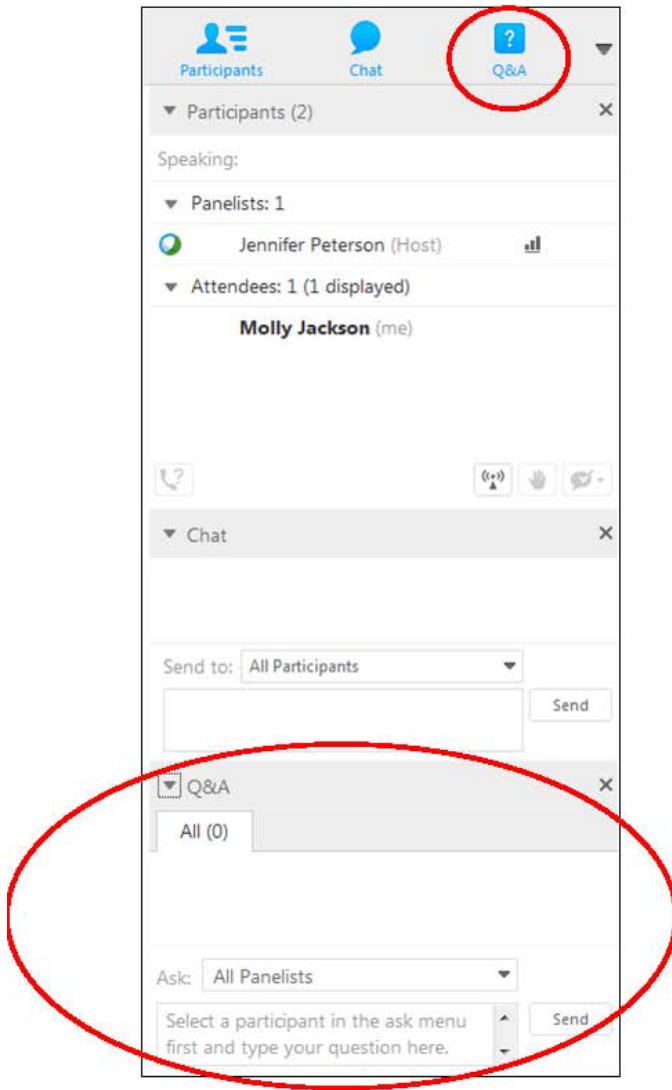 ?
Participants Chat Q&A
Participants (2)
Speaking:
Panelists: 1
Jennifer Peterson (Host)
Attendees: 1 (1 displayed)
Molly Jackson (me)
?
Chat
Send to: All Participants
Send
Q&A
All (0)
Ask: All Panelists
Select a participant in the ask menu
first and type your question here.
Send